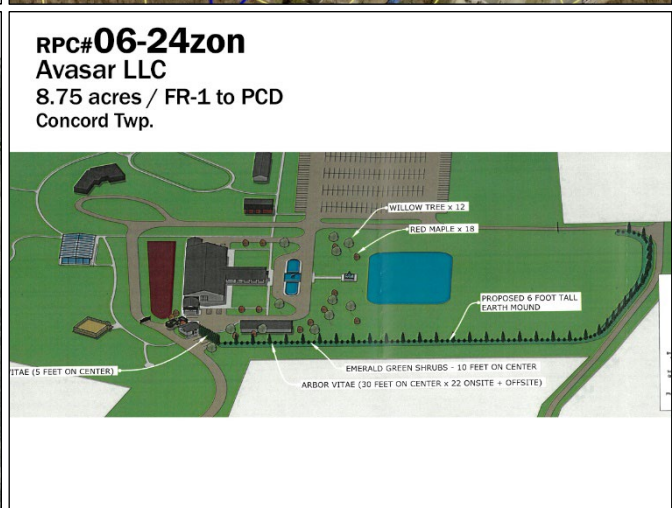 RPC#06-24zon
Avasar LLC
8.75 acres / FR-1 to PCD
Concord Twp.
WILLOW TREE x 12
RED MAPLE x 18
PROPOSED 6 FOOT TALL
EARTH MOUND
VITAE (5 FEET ON CENTER)
EMERALD GREEN SHRUBS - 10 FEET ON CENTER
ARBOR VITAE (30 FEET ON CENTER x 22 ONSITE + OFFSITE)